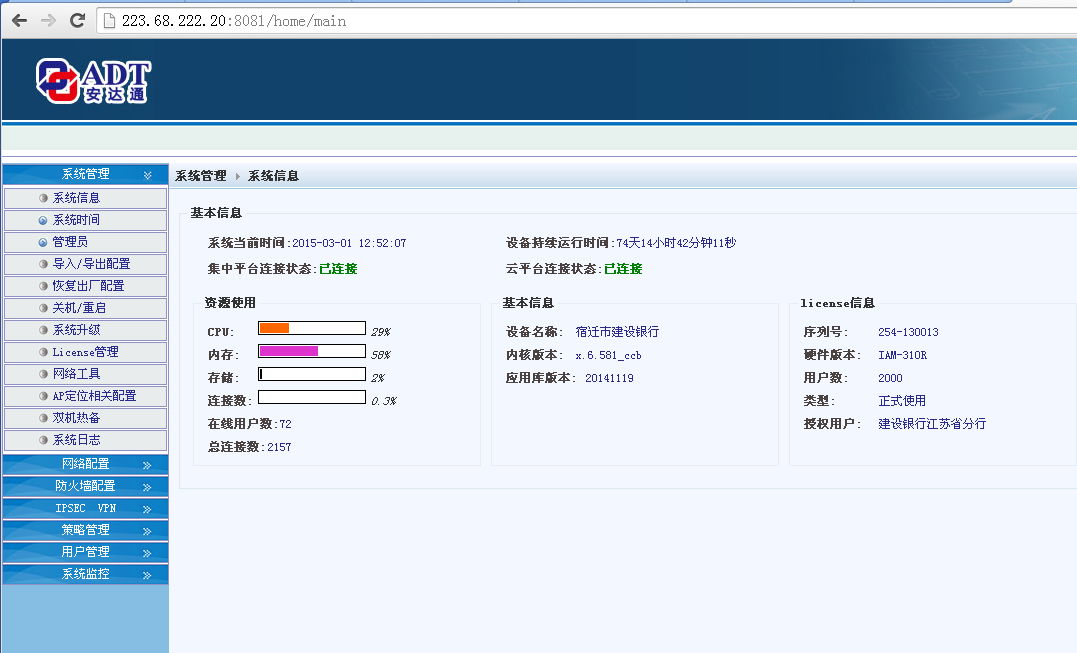 223.68.222.20:8081/home/main
ADT
安达通
系统管理
系统信息
系统时间
管理员
导入/导出配置
恢复出厂配置
关机/重启
系统升级
License管理
网络工具
AP定位相关配置
双机热备
系统日志
网络配置
防火墙配置
IPSEC VPN
策略管理
用户管理
系统监控
系统管理 系统信息
基本信息
系统当前时间:2015-03-01 12:52:07 设备持续运行时间:74天14小时42分钟11秒
集中平台连接状态:已连接 云平台连接状态:已连接
资源使用
CPU: 29%
内存: 58%
存储: 2%
连接数: 0.3%
在线用户数:72
总连接数:2157
基本信息
设备名称: 宿迁市建设银行
内核版本: x.6.581_ccb
应用库版本: 20141119
license信息
序列号: 254-130013
硬件版本: IAM-310R
用户数: 2000
类型: 正式使用
授权用户: 建设银行江苏省分行